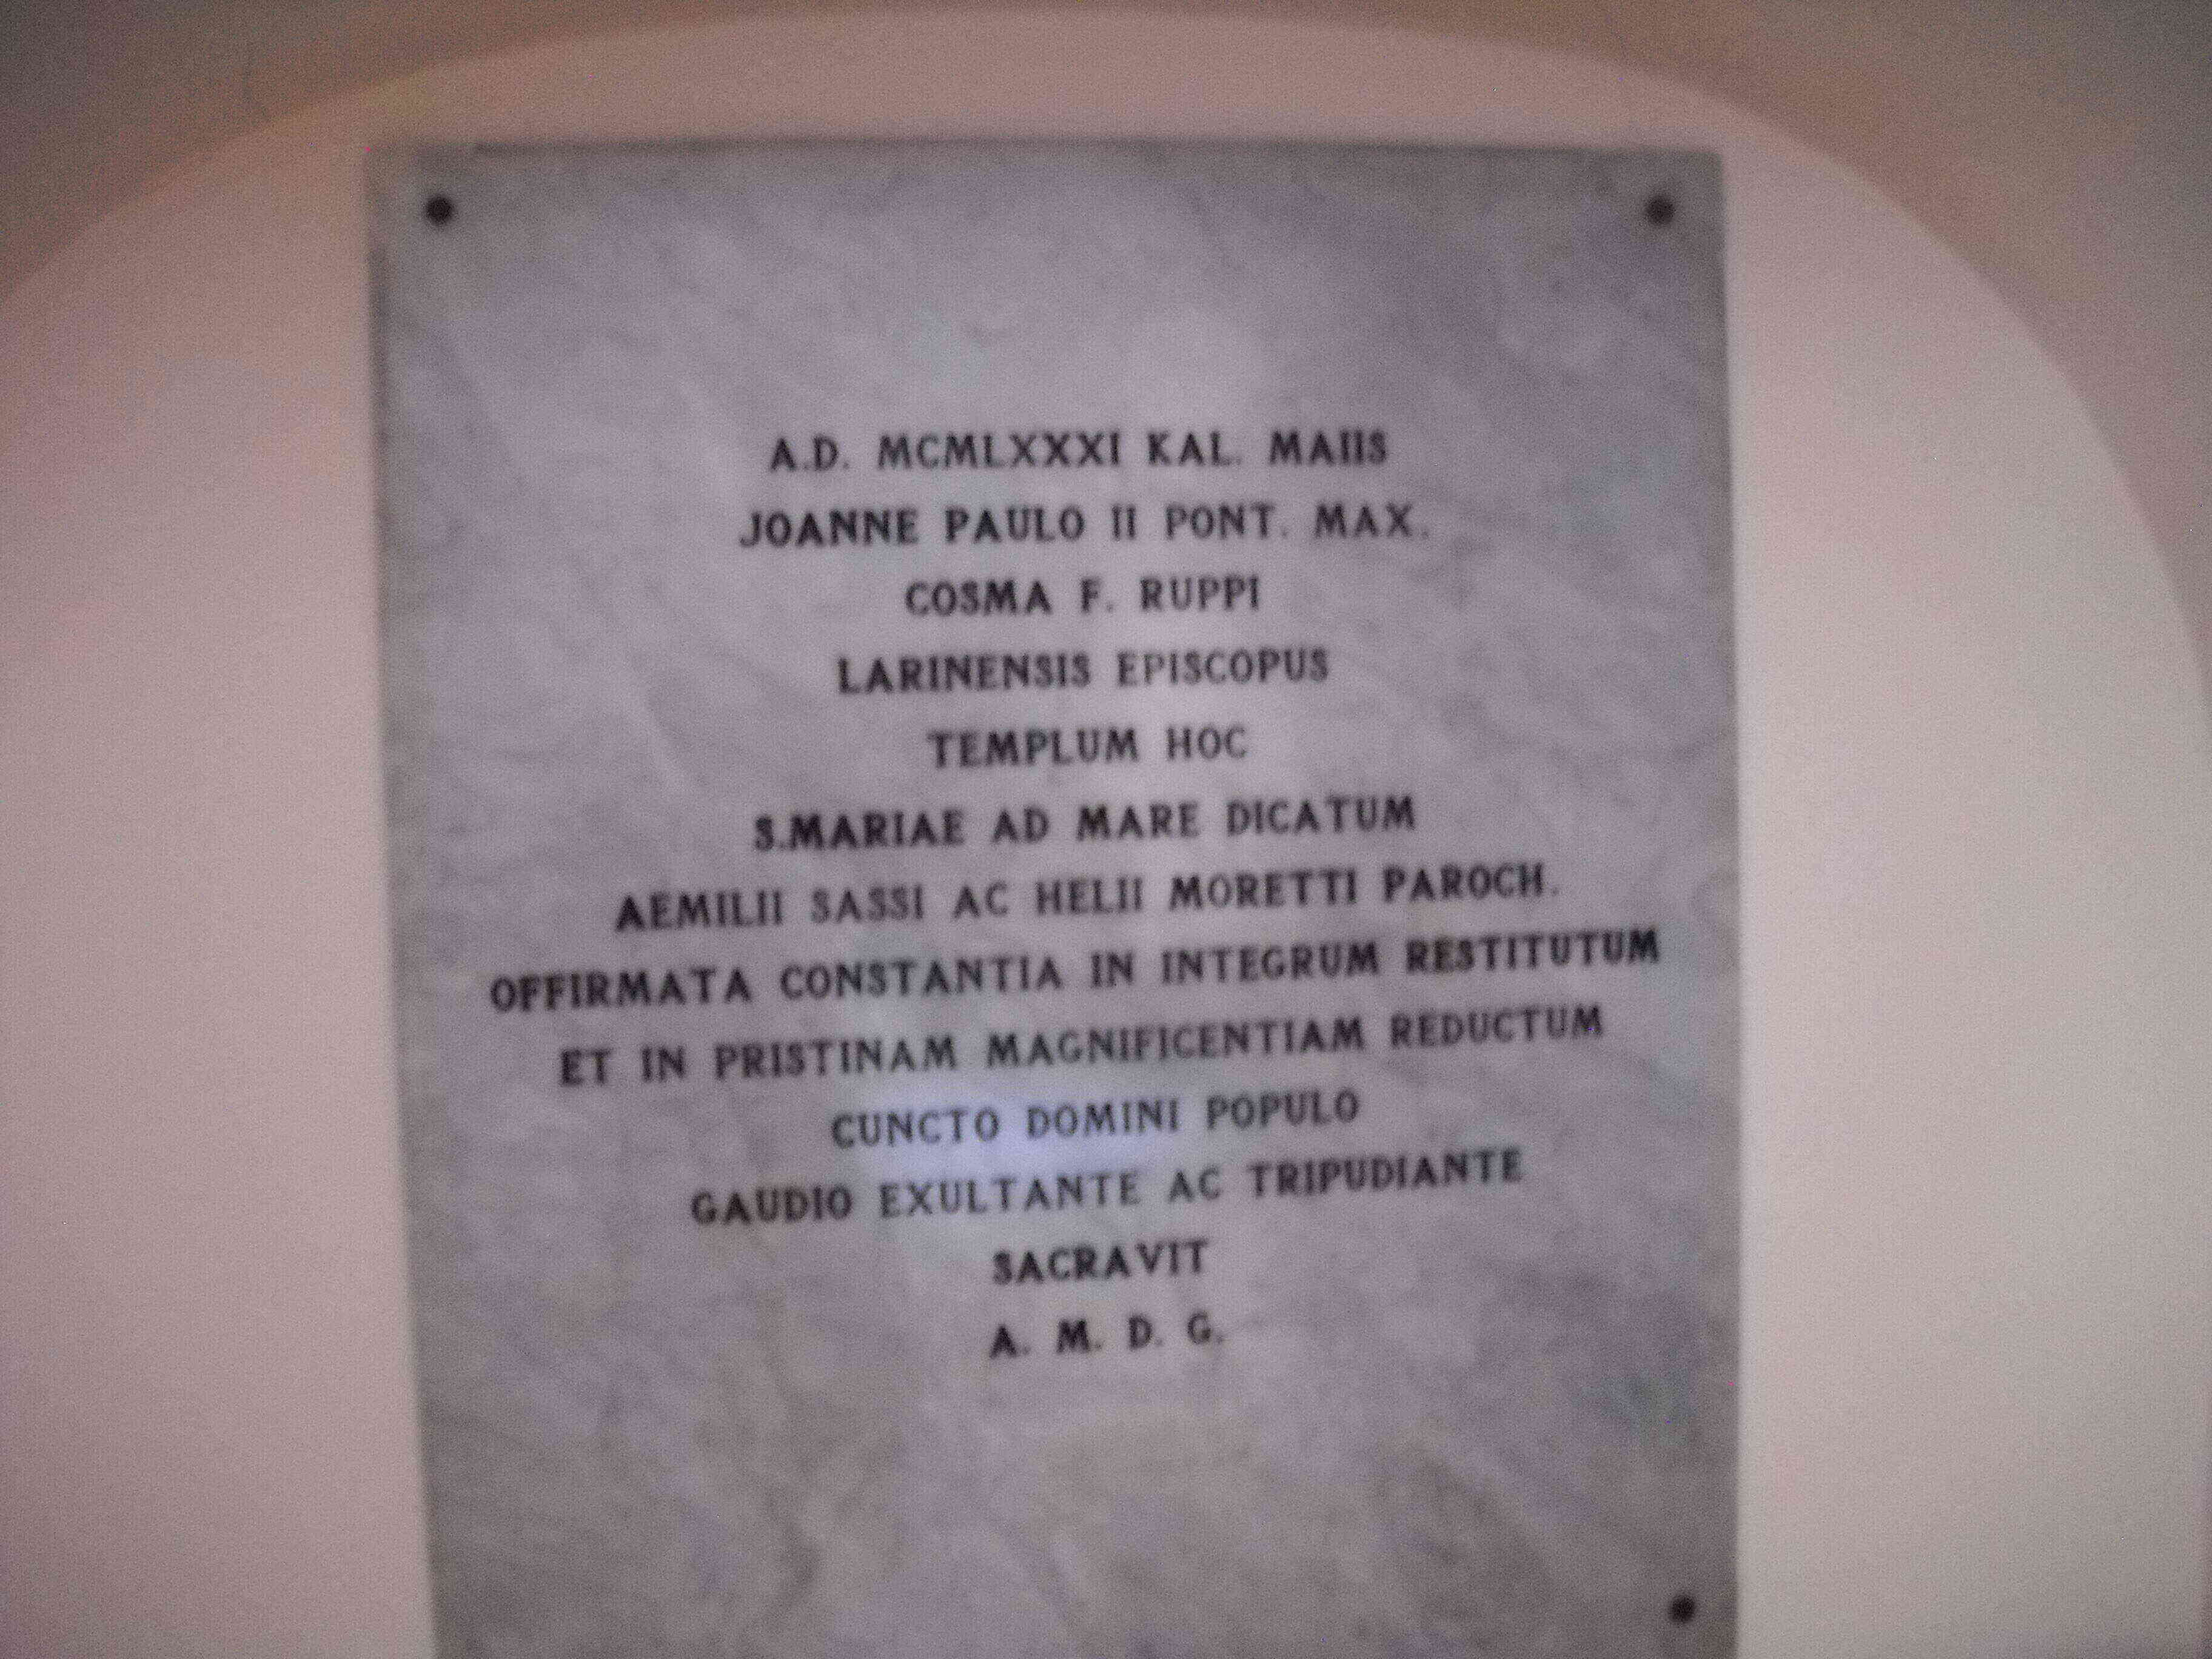 A.D. MCMLXXXI KAL. MAIIS
JOANNE PAULO II PONT. MAX.
COSMA F. RUPPI
LARINENSIS EPISCOPUS
TEMPLUM HOC
S.MARIAE AD MARE DICATUM
AEMILII SASSI AC HELII MORETTI PAROCH.
OFFIRMATA CONSTANTIA IN INTEGRUM RESTITUTUM
ET IN PRISTINAM MAGNIFICENTIAM REDUCTUM
CUNCTO DOMINI POPULO
GAUDIO EXULTANTE AC TRIPUDIANTE
SACRAVIT
A. M. D. G.